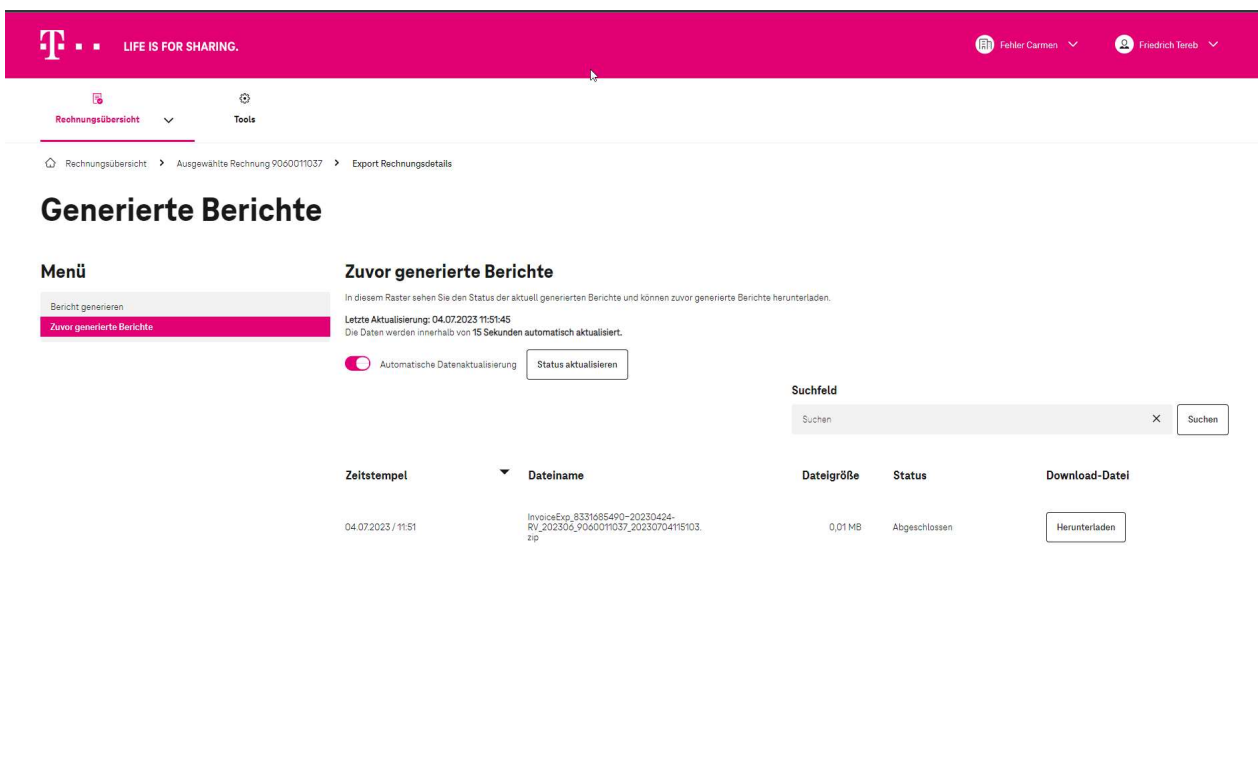 T
LIFE IS FOR SHARING.
Fehler Carmen
Friedrich Tereb
Rechnungsübersicht
Tools
Rechnungsübersicht
Ausgewählte Rechnung 9060011037
Export Rechnungsdetails
Generierte Berichte
Menü
Bericht generieren
Zuvor generierte Berichte
Zuvor generierte Berichte
In diesem Raster sehen Sie den Status der aktuell generierten Berichte und können zuvor generierte Berichte herunterladen.
Letzte Aktualisierung: 04.07.2023 11:51:45
Die Daten werden innerhalb von 15 Sekunden automatisch aktualisiert.
Automatische Datenaktualisierung
Status aktualisieren
Suchfeld
Suchen
Suchen
Zeitstempel
Dateiname
Dateigröße
Status
Download-Datei
04.07.2023 / 11:51
InvoiceExp_8331685490-20230424-
RV_202306_9060011037_20230704115103.
zip
0,01 MB
Abgeschlossen
Herunterladen